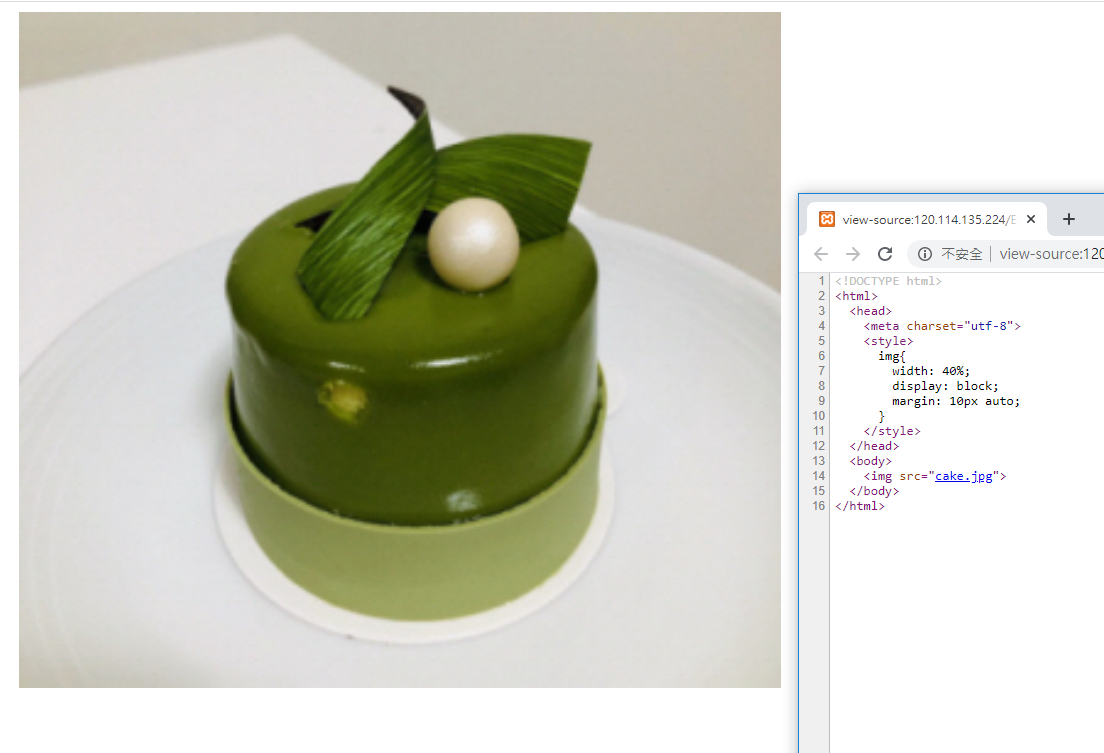 view-source:120.114.135.224/E
不安全 view-source:120
1 <!DOCTYPE html>
2 <html>
3 <head>
4 <meta charset="utf-8">
5 <style>
6 img{
7 width: 40%;
8 display: block;
9 margin: 10px auto;
10 }
11 </style>
12 </head>
13 <body>
14 <img src="cake.jpg">
15 </body>
16 </html>